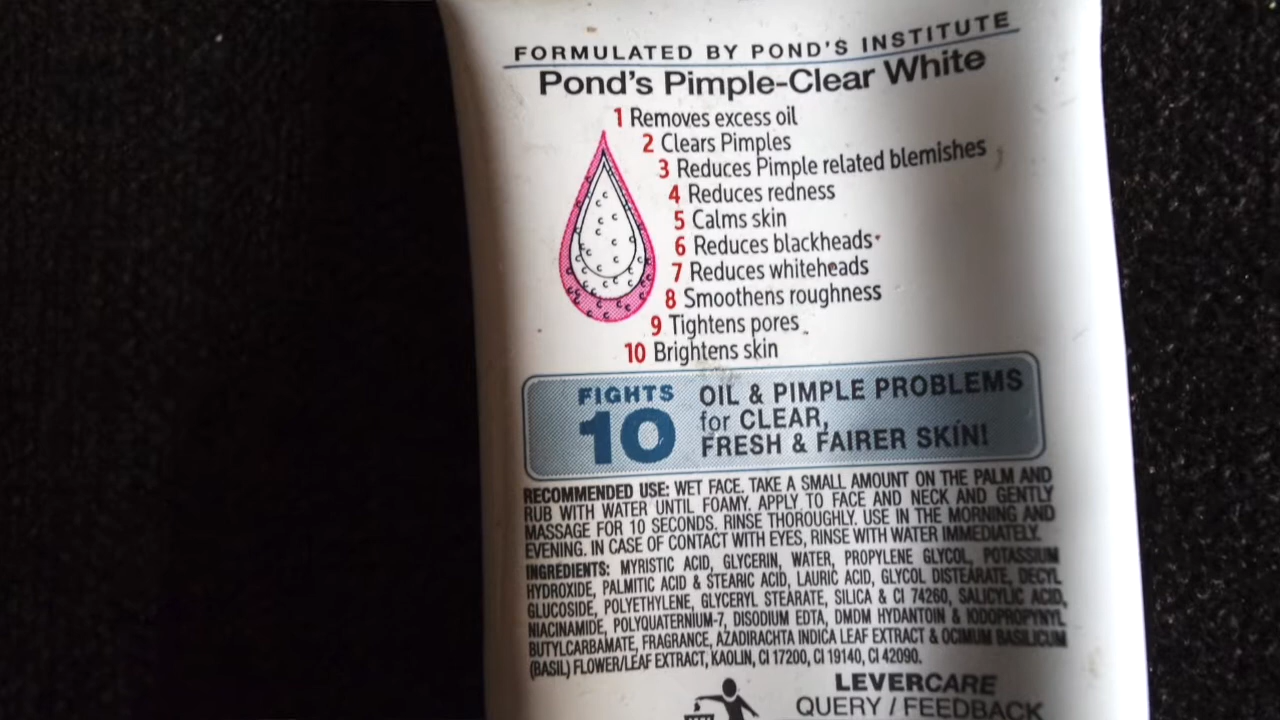 FORMULATED BY POND'S INSTITUTE
Pond's Pimple-Clear White
1 Removes excess oil
2 Clears Pimples
3 Reduces Pimple related blemishes
4 Reduces redness
5 Calms skin
6 Reduces blackheads
7 Reduces whiteheads
8 Smoothens roughness
9 Tightens pores
10 Brightens skin
FIGHTS
10
OIL & PIMPLE PROBLEMS
for CLEAR,
FRESH & FAIRER SKIN!
RECOMMENDED USE: WET FACE. TAKE A SMALL AMOUNT ON THE PALM AND
RUB WITH WATER UNTIL FOAMY. APPLY TO FACE AND NECK AND GENTLY
MASSAGE FOR 10 SECONDS. RINSE THOROUGHLY. USE IN THE MORNING AND
EVENING. IN CASE OF CONTACT WITH EYES, RINSE WITH WATER IMMEDIATELY.
INGREDIENTS: MYRISTIC ACID, GLYCERIN, WATER, PROPYLENE GLYCOL, POTASSIUM
HYDROXIDE, PALMITIC ACID & STEARIC ACID, LAURIC ACID, GLYCOL DISTEARATE, DECYL
GLUCOSIDE, POLYETHYLENE, GLYCERYL STEARATE, SILICA & CI 74260, SALICYLIC ACID,
NIACINAMIDE, POLYQUATERNIUM-7, DISODIUM EDTA, DMDM HYDANTOIN & IODOPROPYNYL
BUTYLCARBAMATE, FRAGRANCE, AZADIRACHTA INDICA LEAF EXTRACT & OCIMUM BASILICUM
(BASIL) FLOWER/LEAF EXTRACT, KAOLIN, CI 17200, CI 19140, CI 42090.
LEVERCARE
QUERY / FEEDBACK